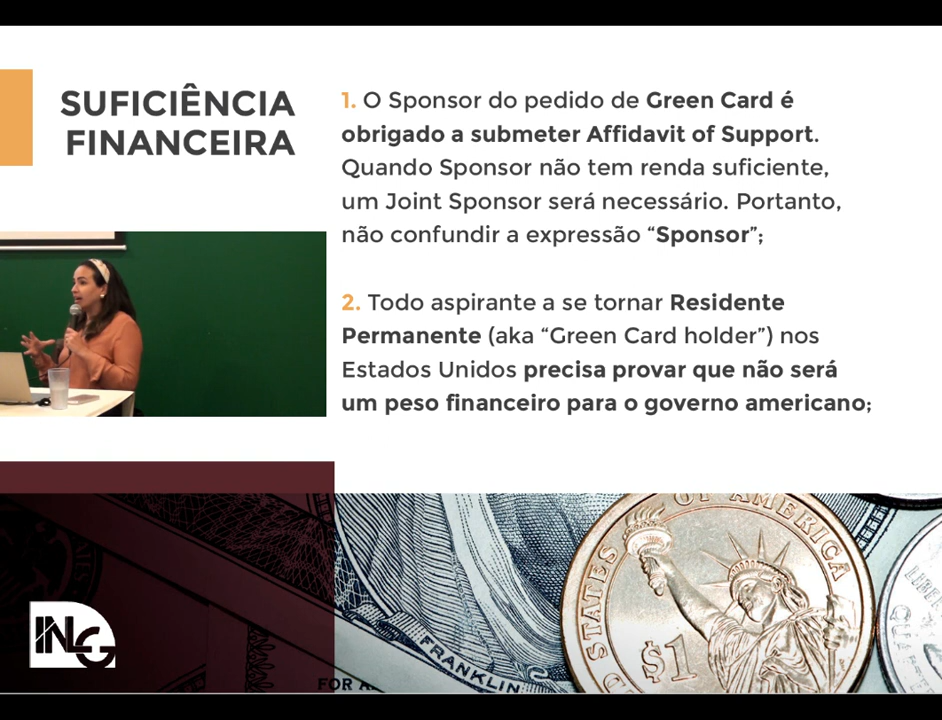 SUFICIÊNCIA
FINANCEIRA
1. O Sponsor do pedido de Green Card é
obrigado a submeter Affidavit of Support.
Quando Sponsor não tem renda suficiente,
um Joint Sponsor será necessário. Portanto,
não confundir a expressão “Sponsor”;
2. Todo aspirante a se tornar Residente
Permanente (aka “Green Card holder”) nos
Estados Unidos precisa provar que não será
um peso financeiro para o governo americano;
STATES OF AMERICA
$1
FRANKLIN
FOR
INLG